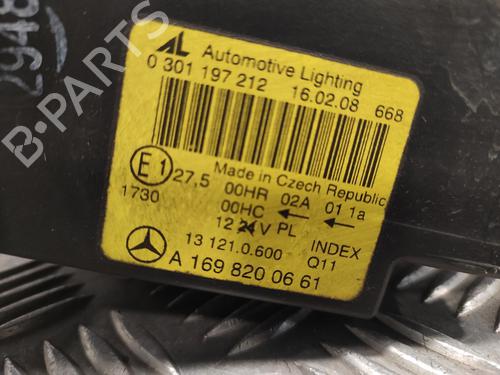 2948
AL Automotive Lighting
0 301 197 212 16.02.08 668
Made in Czech Republic
E1 27,5 00HR 02A 01 1a
1730 00HC ← ←
12 24 V PL
13 121.0.600 INDEX
Q11
A 169 820 06 61
B-PARTS